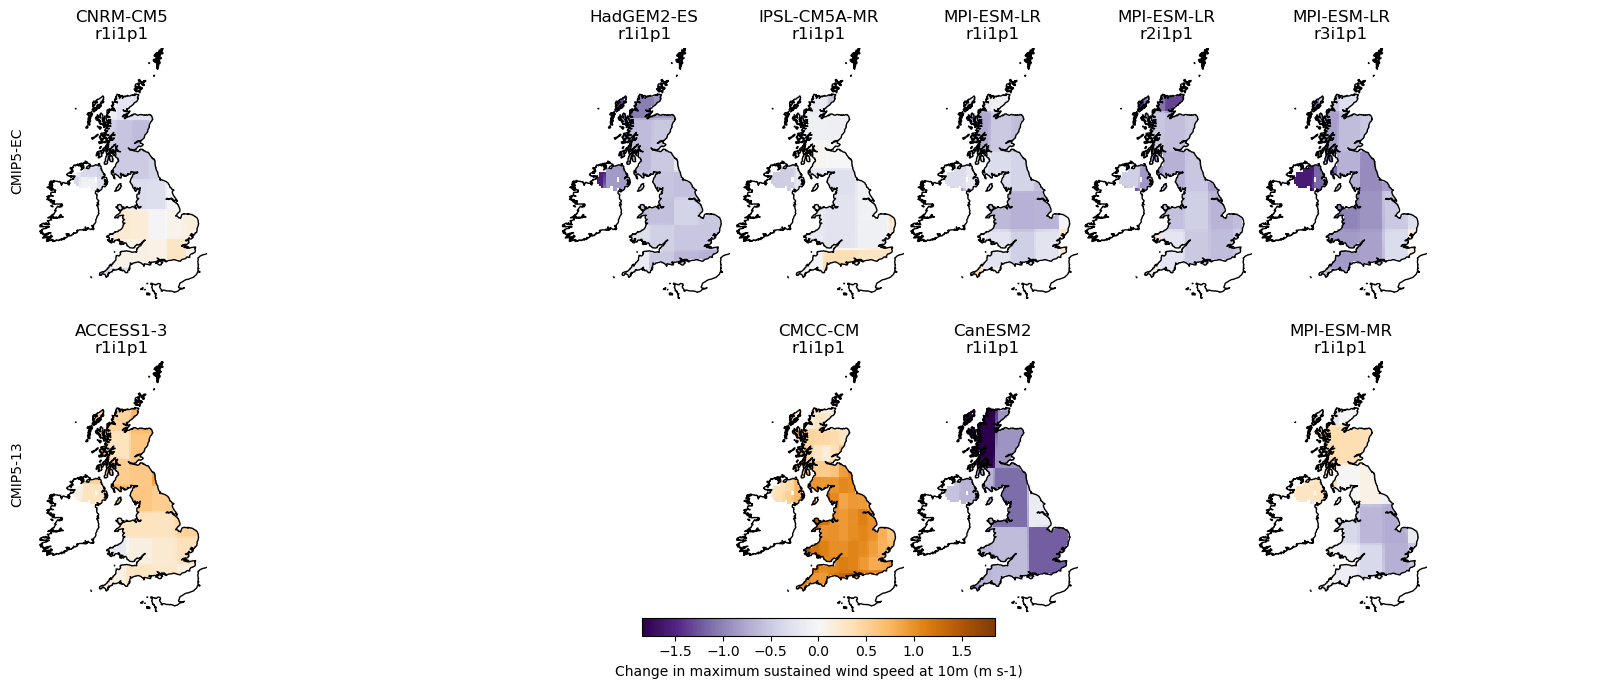 CNRM-CM5
r1i1p1
HadGEM2-ES
r1i1p1
IPSL-CM5A-MR
r1i1p1
MPI-ESM-LR
r1i1p1
MPI-ESM-LR
r2i1p1
MPI-ESM-LR
r3i1p1
CMIP5-EC
ACCESS1-3
r1i1p1
CMCC-CM
r1i1p1
CanESM2
r1i1p1
MPI-ESM-MR
r1i1p1
CMIP5-13
−1.5 −1.0 −0.5 0.0 0.5 1.0 1.5
Change in maximum sustained wind speed at 10m (m s-1)